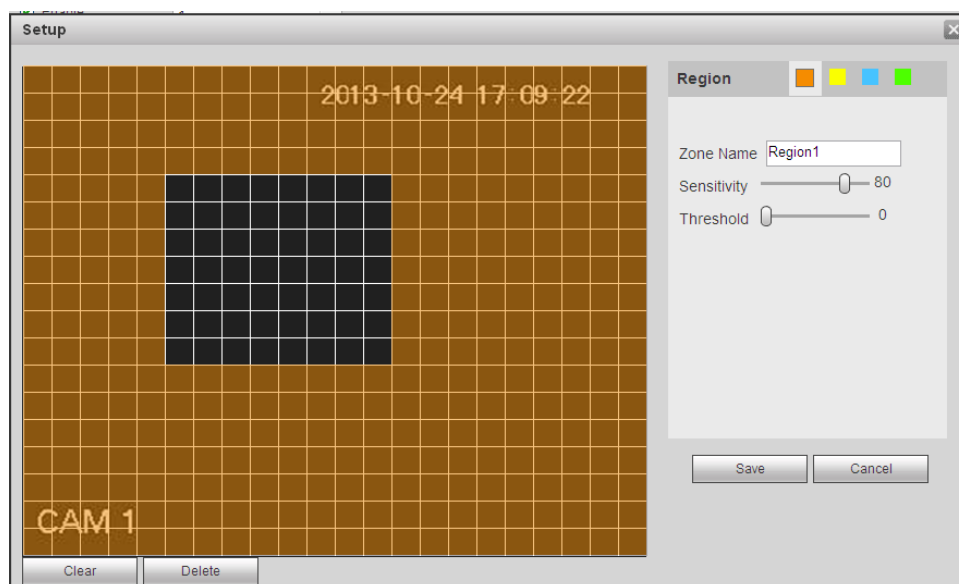 Setup
2013-10-24 17:09:22
CAM 1
Clear
Delete
Region
Zone Name Region1
Sensitivity 80
Threshold 0
Save
Cancel